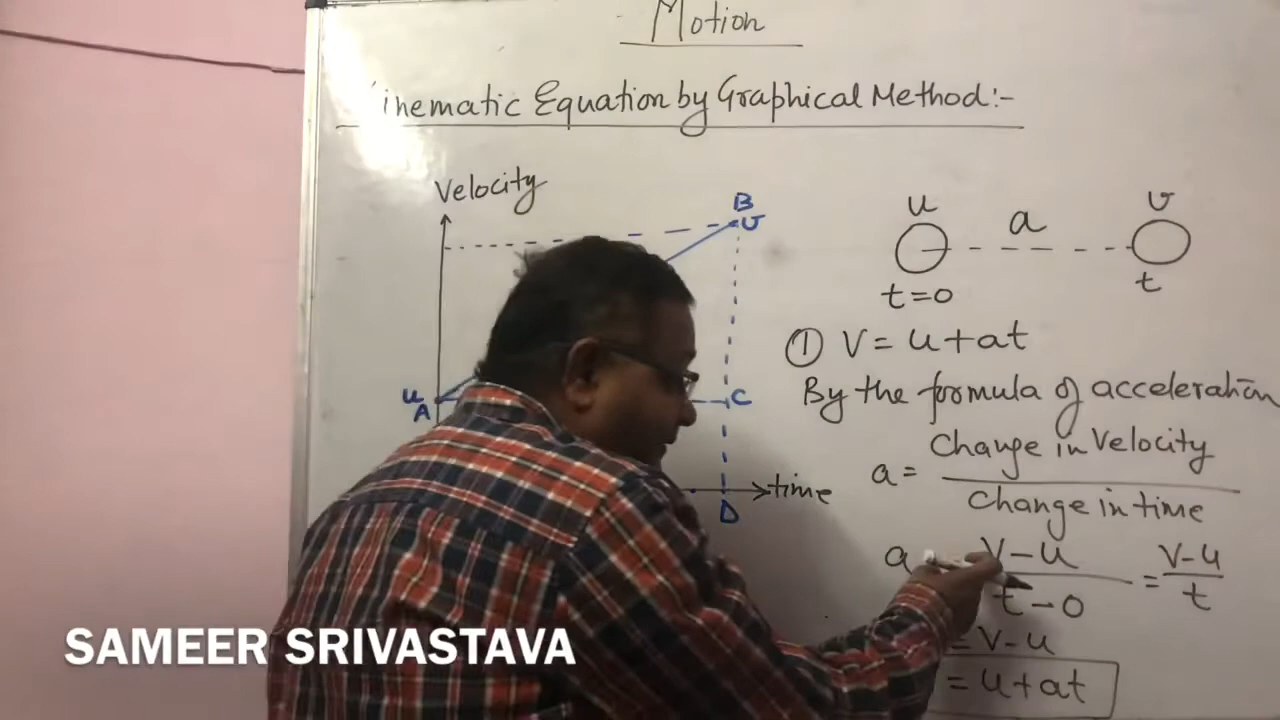 Motion
inematic Equation by Graphical Method:-
Velocity
B
v
u
A
C
time
D
u a v
t=0 t
① V= u+at
By the formula of acceleration
a= Change in Velocity
Change in time
a V-u = V-u
t-0 t
=V-u
= u+at
SAMEER SRIVASTAVA